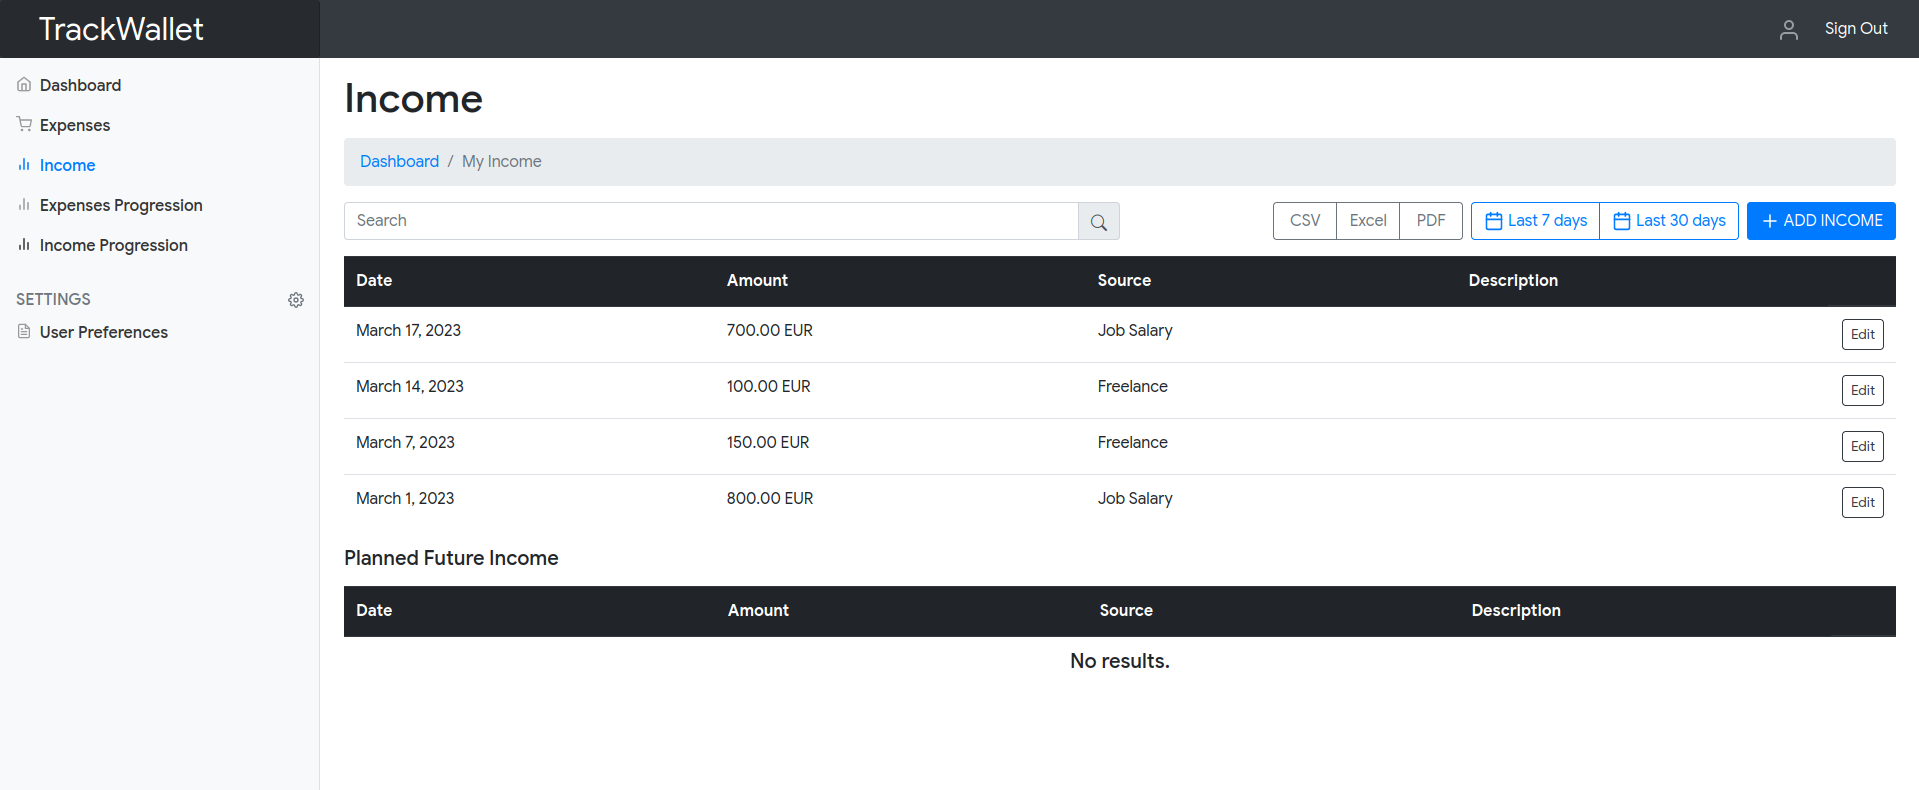 TrackWallet
Sign Out
Dashboard
Expenses
Income
Expenses Progression
Income Progression
SETTINGS
User Preferences
Income
Dashboard / My Income
Search
CSV Excel PDF Last 7 days Last 30 days + ADD INCOME
Date Amount Source Description
March 17, 2023 700.00 EUR Job Salary Edit
March 14, 2023 100.00 EUR Freelance Edit
March 7, 2023 150.00 EUR Freelance Edit
March 1, 2023 800.00 EUR Job Salary Edit
Planned Future Income
Date Amount Source Description
No results.